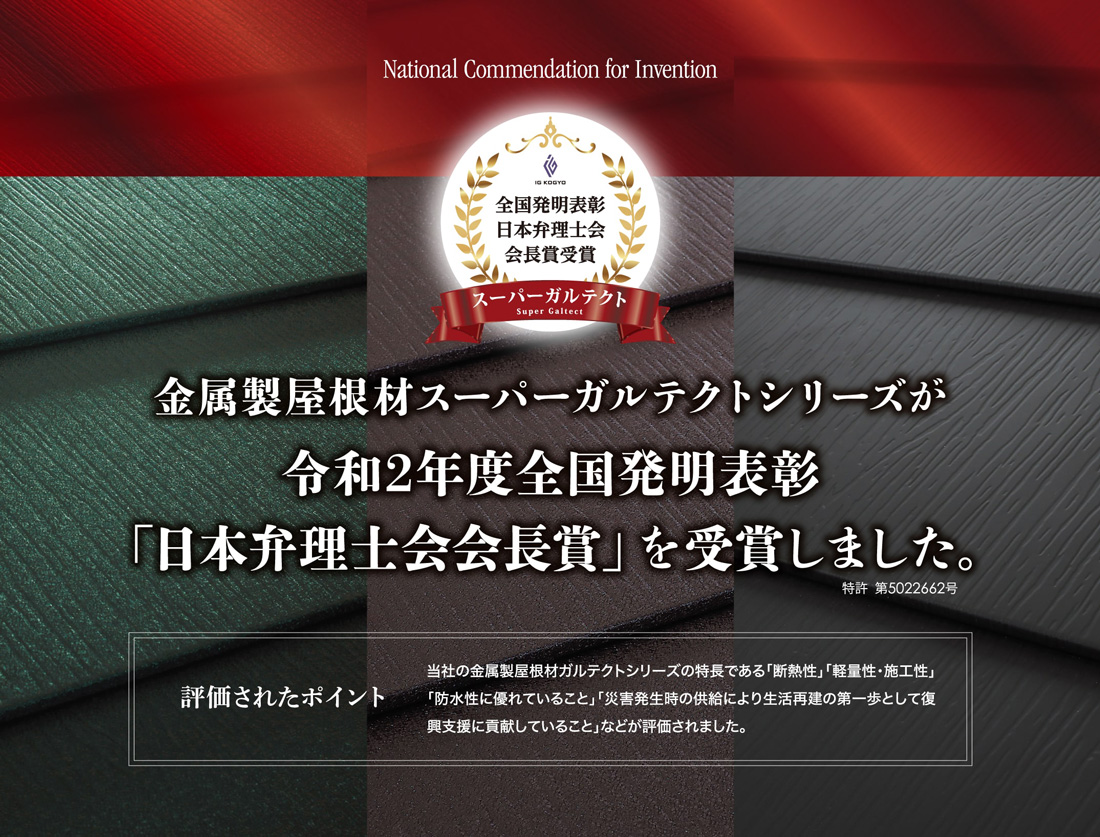 National Commendation for Invention
IG KOGYO
全国発明表彰
日本弁理士会
会長賞受賞
スーパーガルテクト
Super Galtect
金属製屋根材スーパーガルテクトシリーズが
令和2年度全国発明表彰
「日本弁理士会会長賞」を受賞しました。
特許 第5022662号
評価されたポイント
当社の金属製屋根材ガルテクトシリーズの特長である「断熱性」「軽量性・施工性」
「防水性に優れていること」「災害発生時の供給により生活再建の第一歩として復
興支援に貢献していること」などが評価されました。